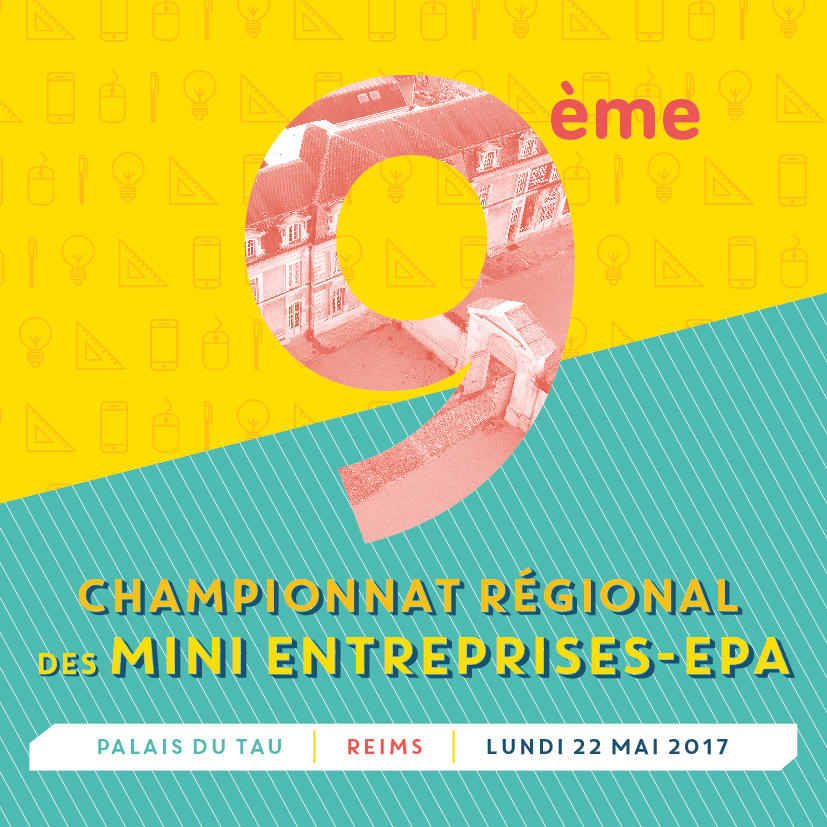 9ème
CHAMPIONNAT RÉGIONAL
DES MINI ENTREPRISES-EPA
PALAIS DU TAU | REIMS | LUNDI 22 MAI 2017